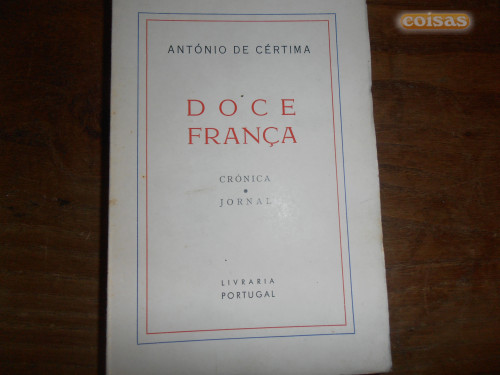 coisas
ANTÓNIO DE CÉRTIMA
DOCE
FRANÇA
CRÓNICA
•
JORNAL
LIVRARIA
PORTUGAL